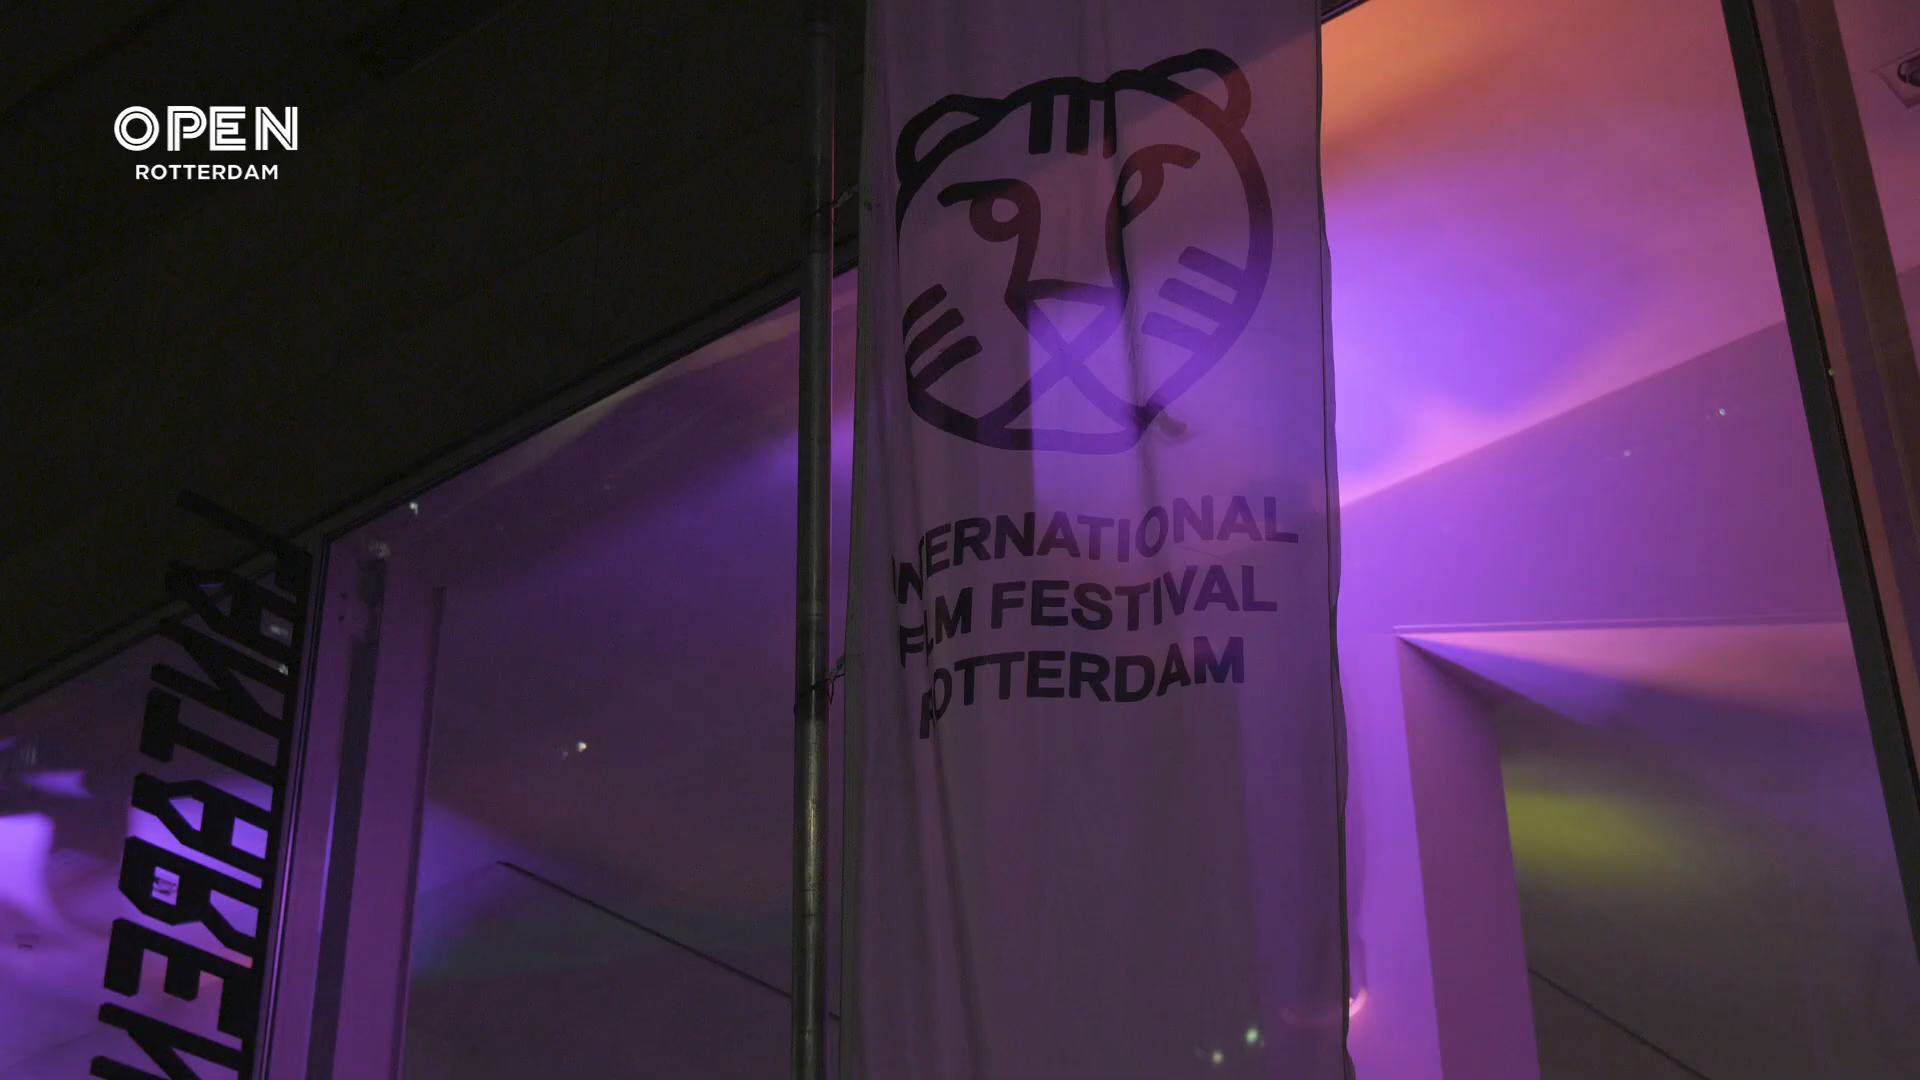 OPEN
ROTTERDAM
INTERNATIONAL
FILM FESTIVAL
ROTTERDAM